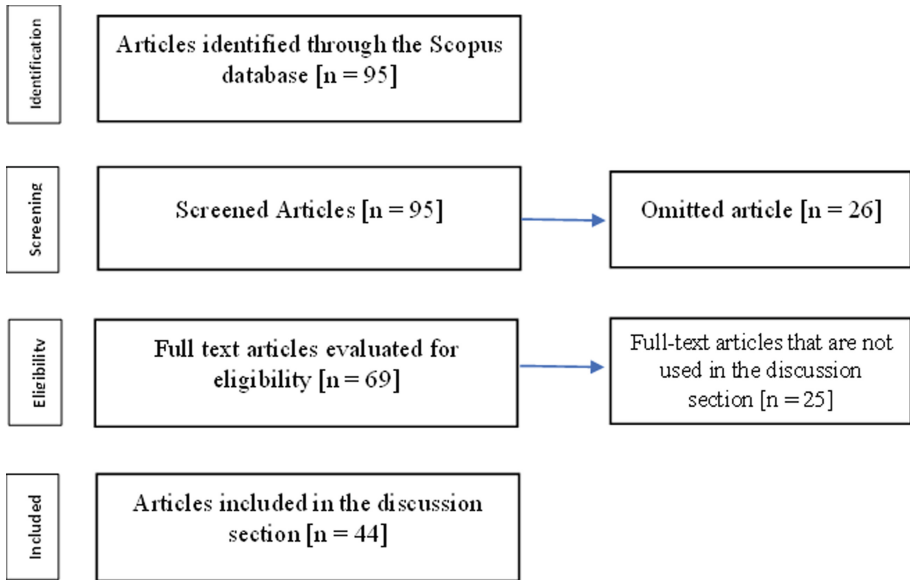 Identification
Articles identified through the Scopus
database [n = 95]
Screening
Screened Articles [n = 95]
Omitted article [n = 26]
Eligibility
Full text articles evaluated for
eligibility [n = 69]
Full-text articles that are not
used in the discussion
section [n = 25]
Included
Articles included in the discussion
section [n = 44]